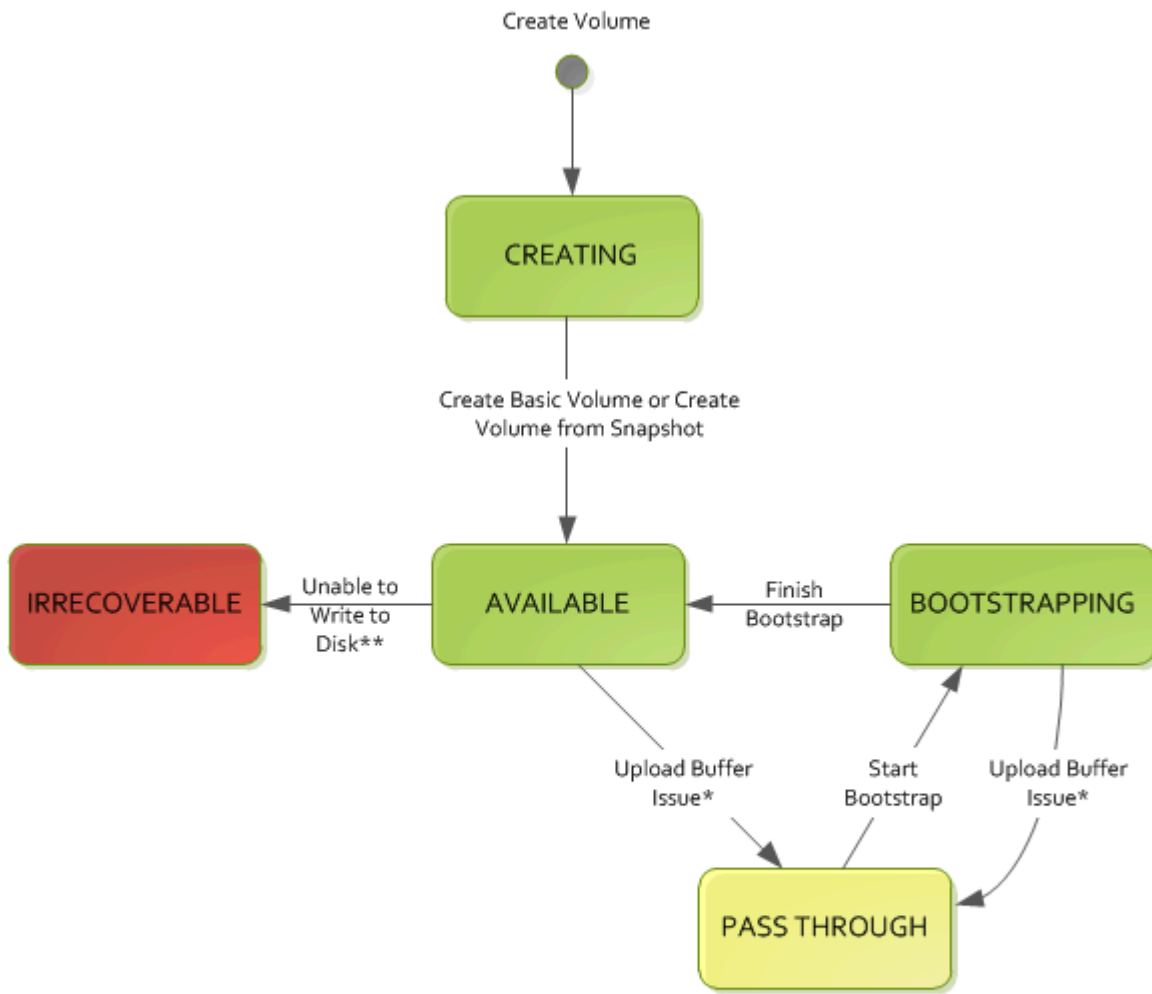 Create Volume
CREATING
Create Basic Volume or Create
Volume from Snapshot
IRRECOVERABLE
Unable to
Write to
Disk**
AVAILABLE
Finish
Bootstrap
BOOTSTRAPPING
Upload Buffer
Issue*
Start
Bootstrap
Upload Buffer
Issue*
PASS THROUGH